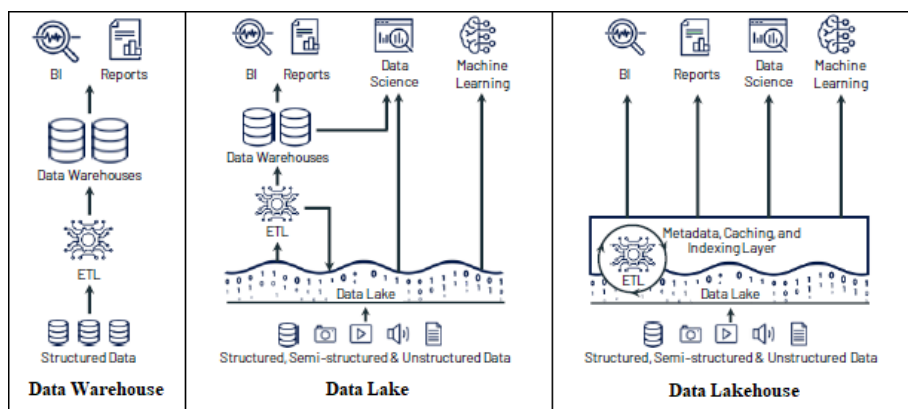 BI
Reports
Data Warehouses
ETL
Structured Data
Data Warehouse
BI
Reports
Data
Science
Machine
Learning
Data Warehouses
ETL
Data Lake
Structured, Semi-structured & Unstructured Data
Data Lake
BI
Reports
Data
Science
Machine
Learning
Metadata, Caching, and
Indexing Layer
ETL
Data Lake
Structured, Semi-structured & Unstructured Data
Data Lakehouse